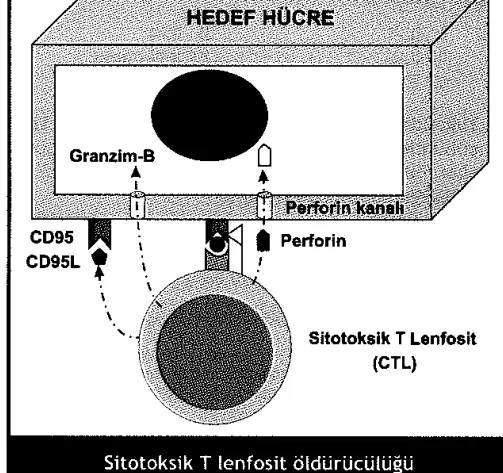 HEDEF HÜCRE
Granzim-B
Perforin kanalı
CD95
Perforin
CD95L
Sitotoksik T Lenfosit
(CTL)
Sitotoksik T lenfosit öldürücülüğü